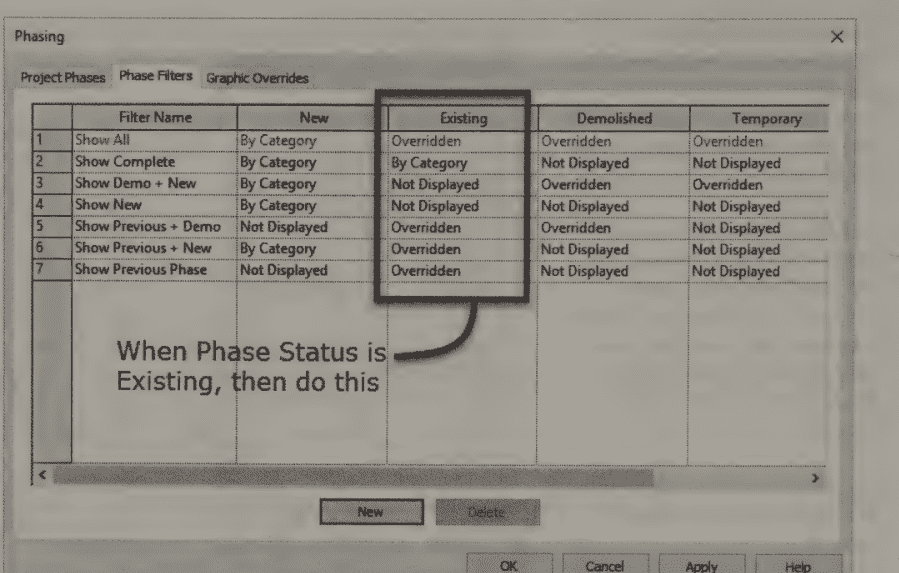 Phasing
Project Phases Phase Filters Graphic Overrides
Filter Name New Existing Demolished Temporary
1 Show All By Category Overridden Overridden Overridden
2 Show Complete By Category By Category Not Displayed Not Displayed
3 Show Demo + New By Category Not Displayed Overridden Overridden
4 Show New By Category Not Displayed Not Displayed Not Displayed
5 Show Previous + Demo Not Displayed Overridden Overridden Not Displayed
6 Show Previous + New By Category Overridden Not Displayed Not Displayed
7 Show Previous Phase Not Displayed Overridden Not Displayed Not Displayed
When Phase Status is
Existing, then do this
New Delete
OK Cancel Apply Help